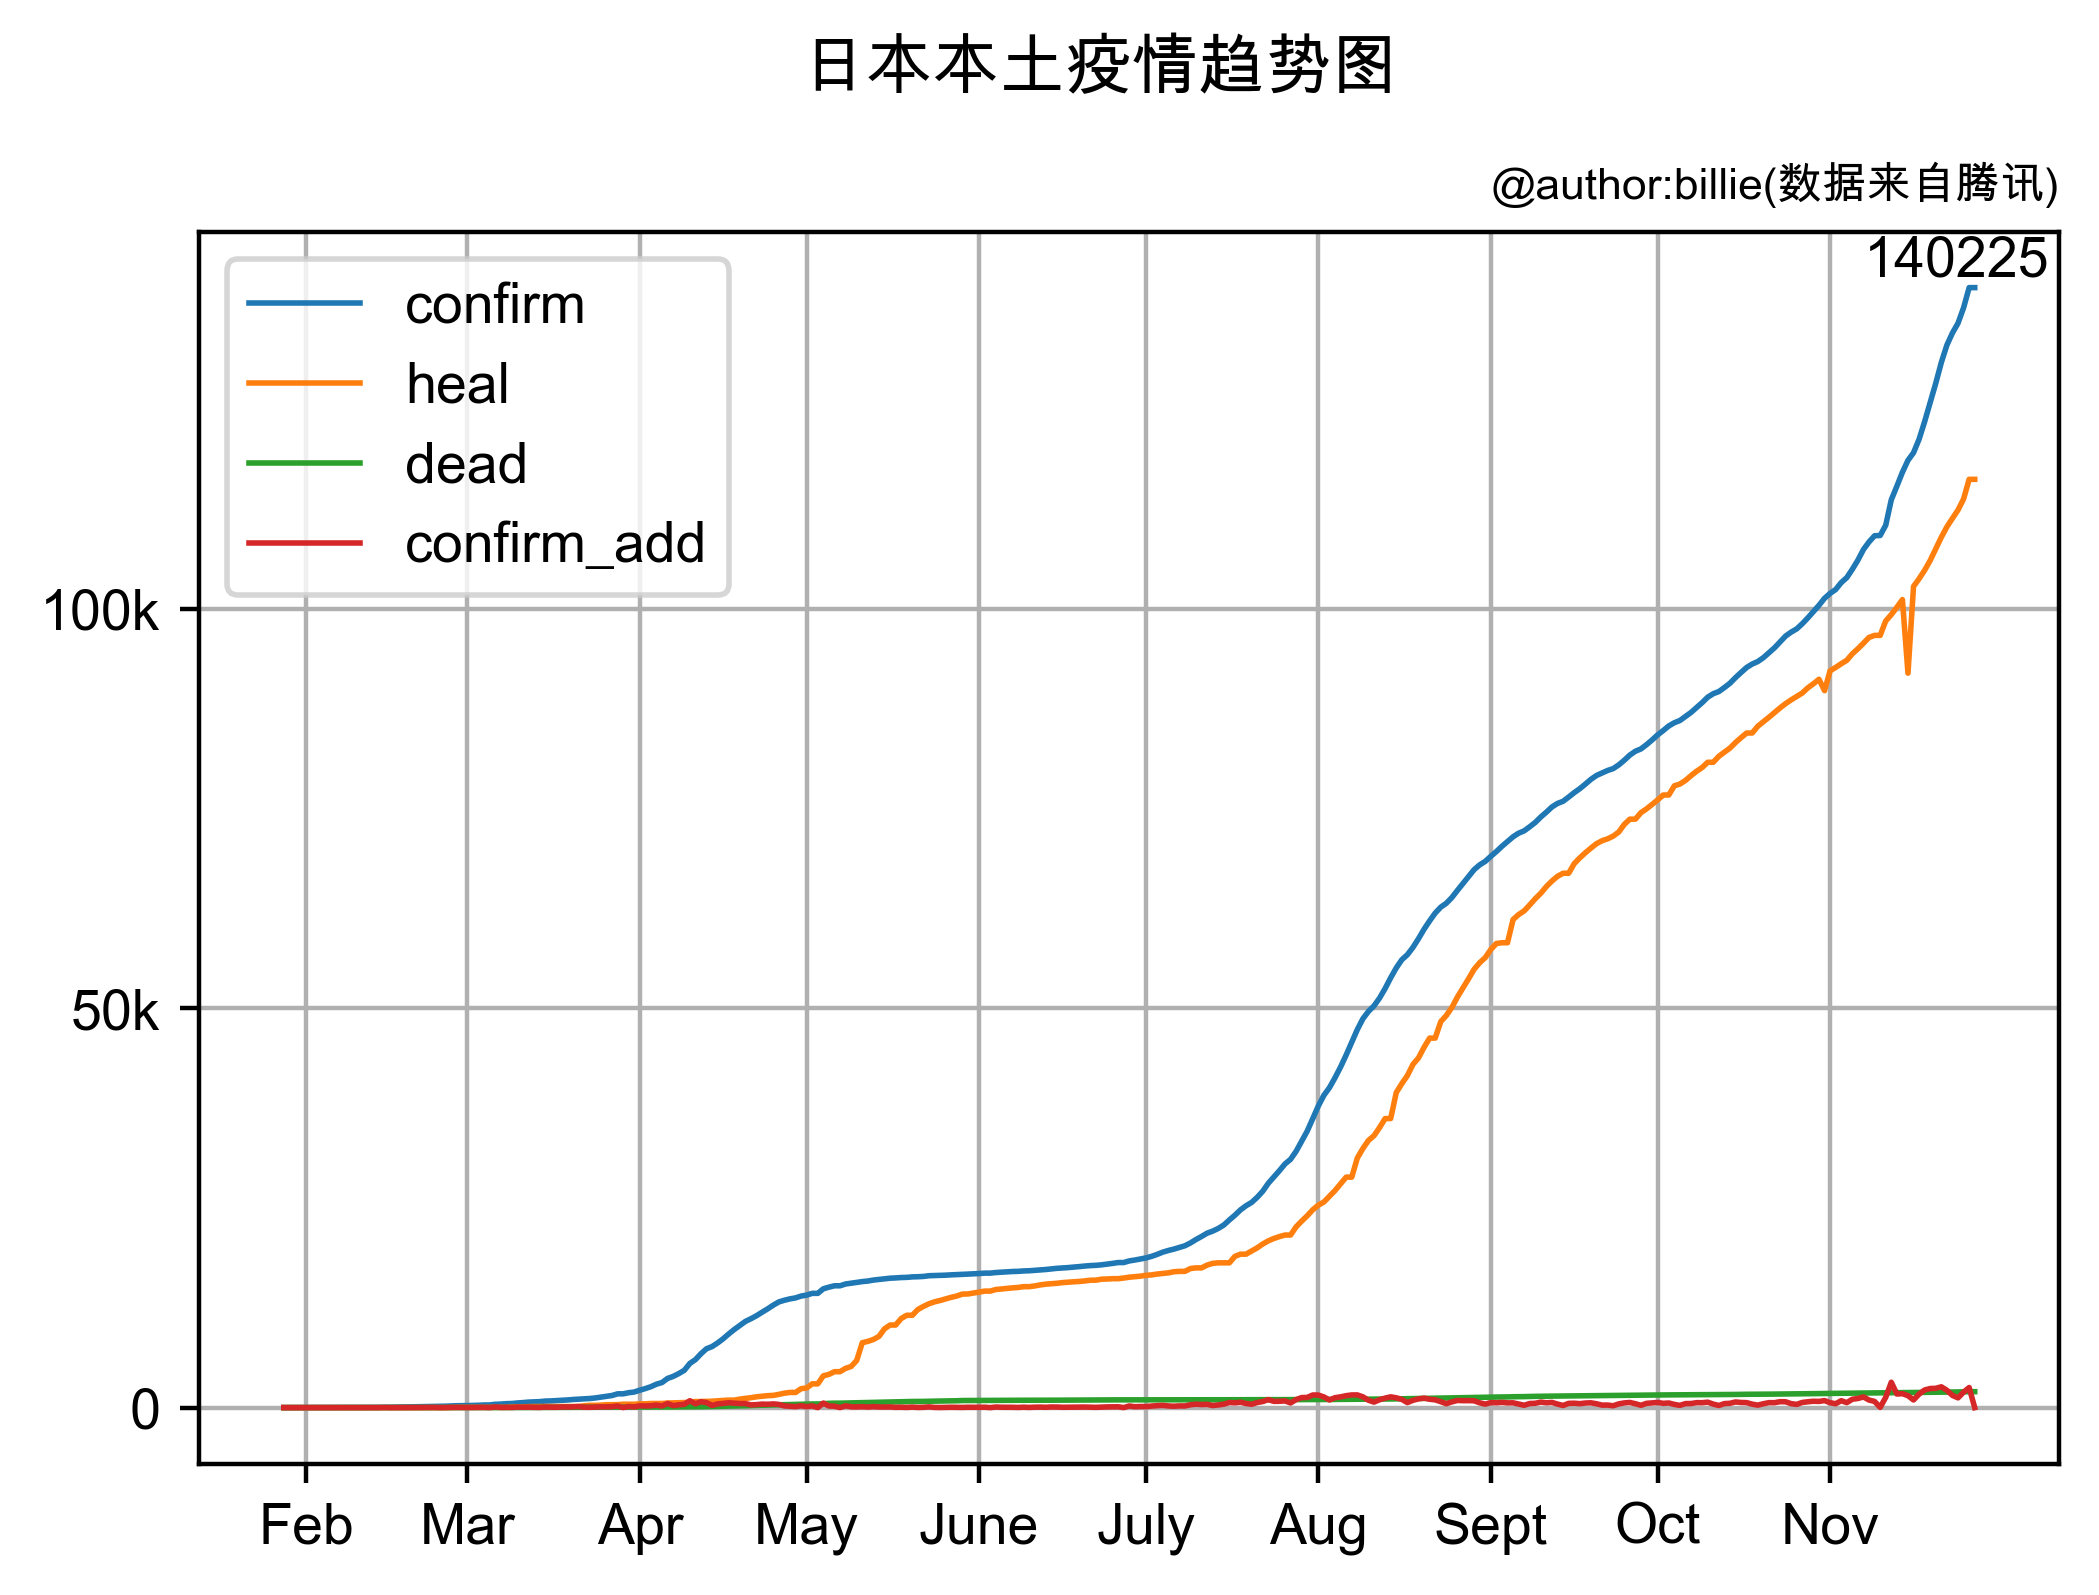 日本本土疫情趋势图
@author:billie(数据来自腾讯)
140225
confirm
heal
dead
confirm_add
100k
50k
0
Feb Mar Apr May June July Aug Sept Oct Nov